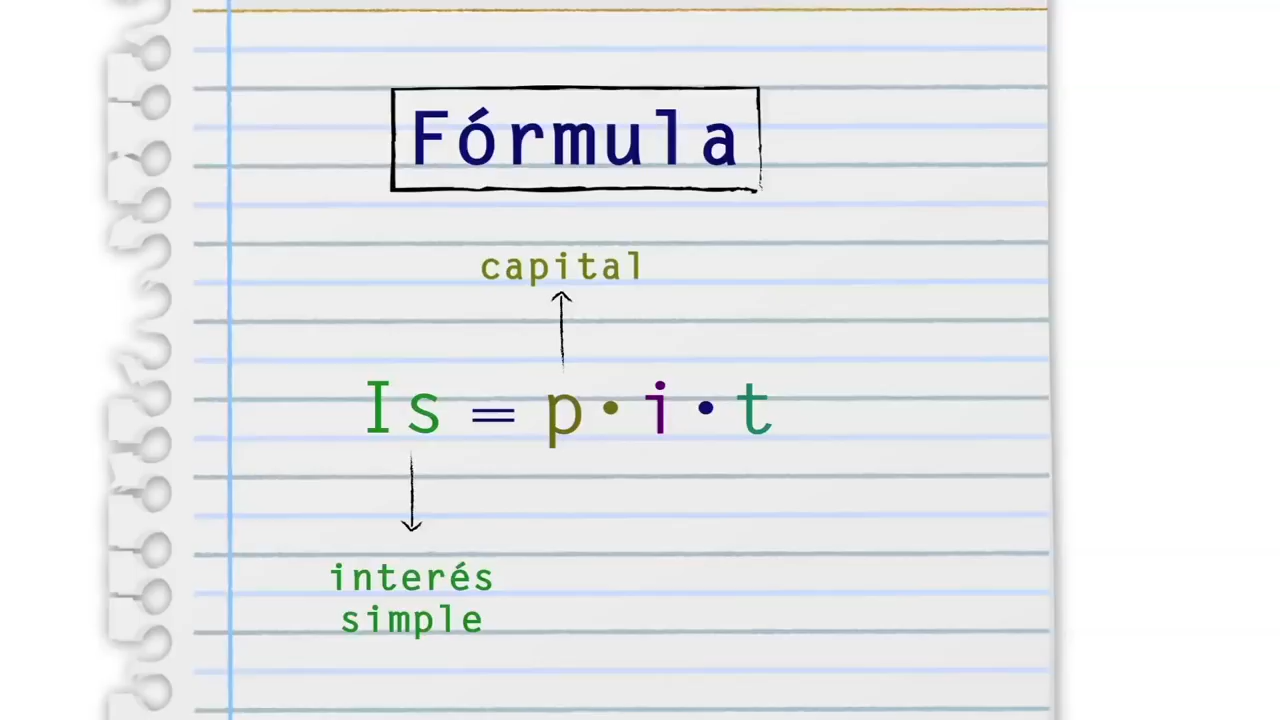 Fórmula
capital
Is = p·i·t
interés
simple